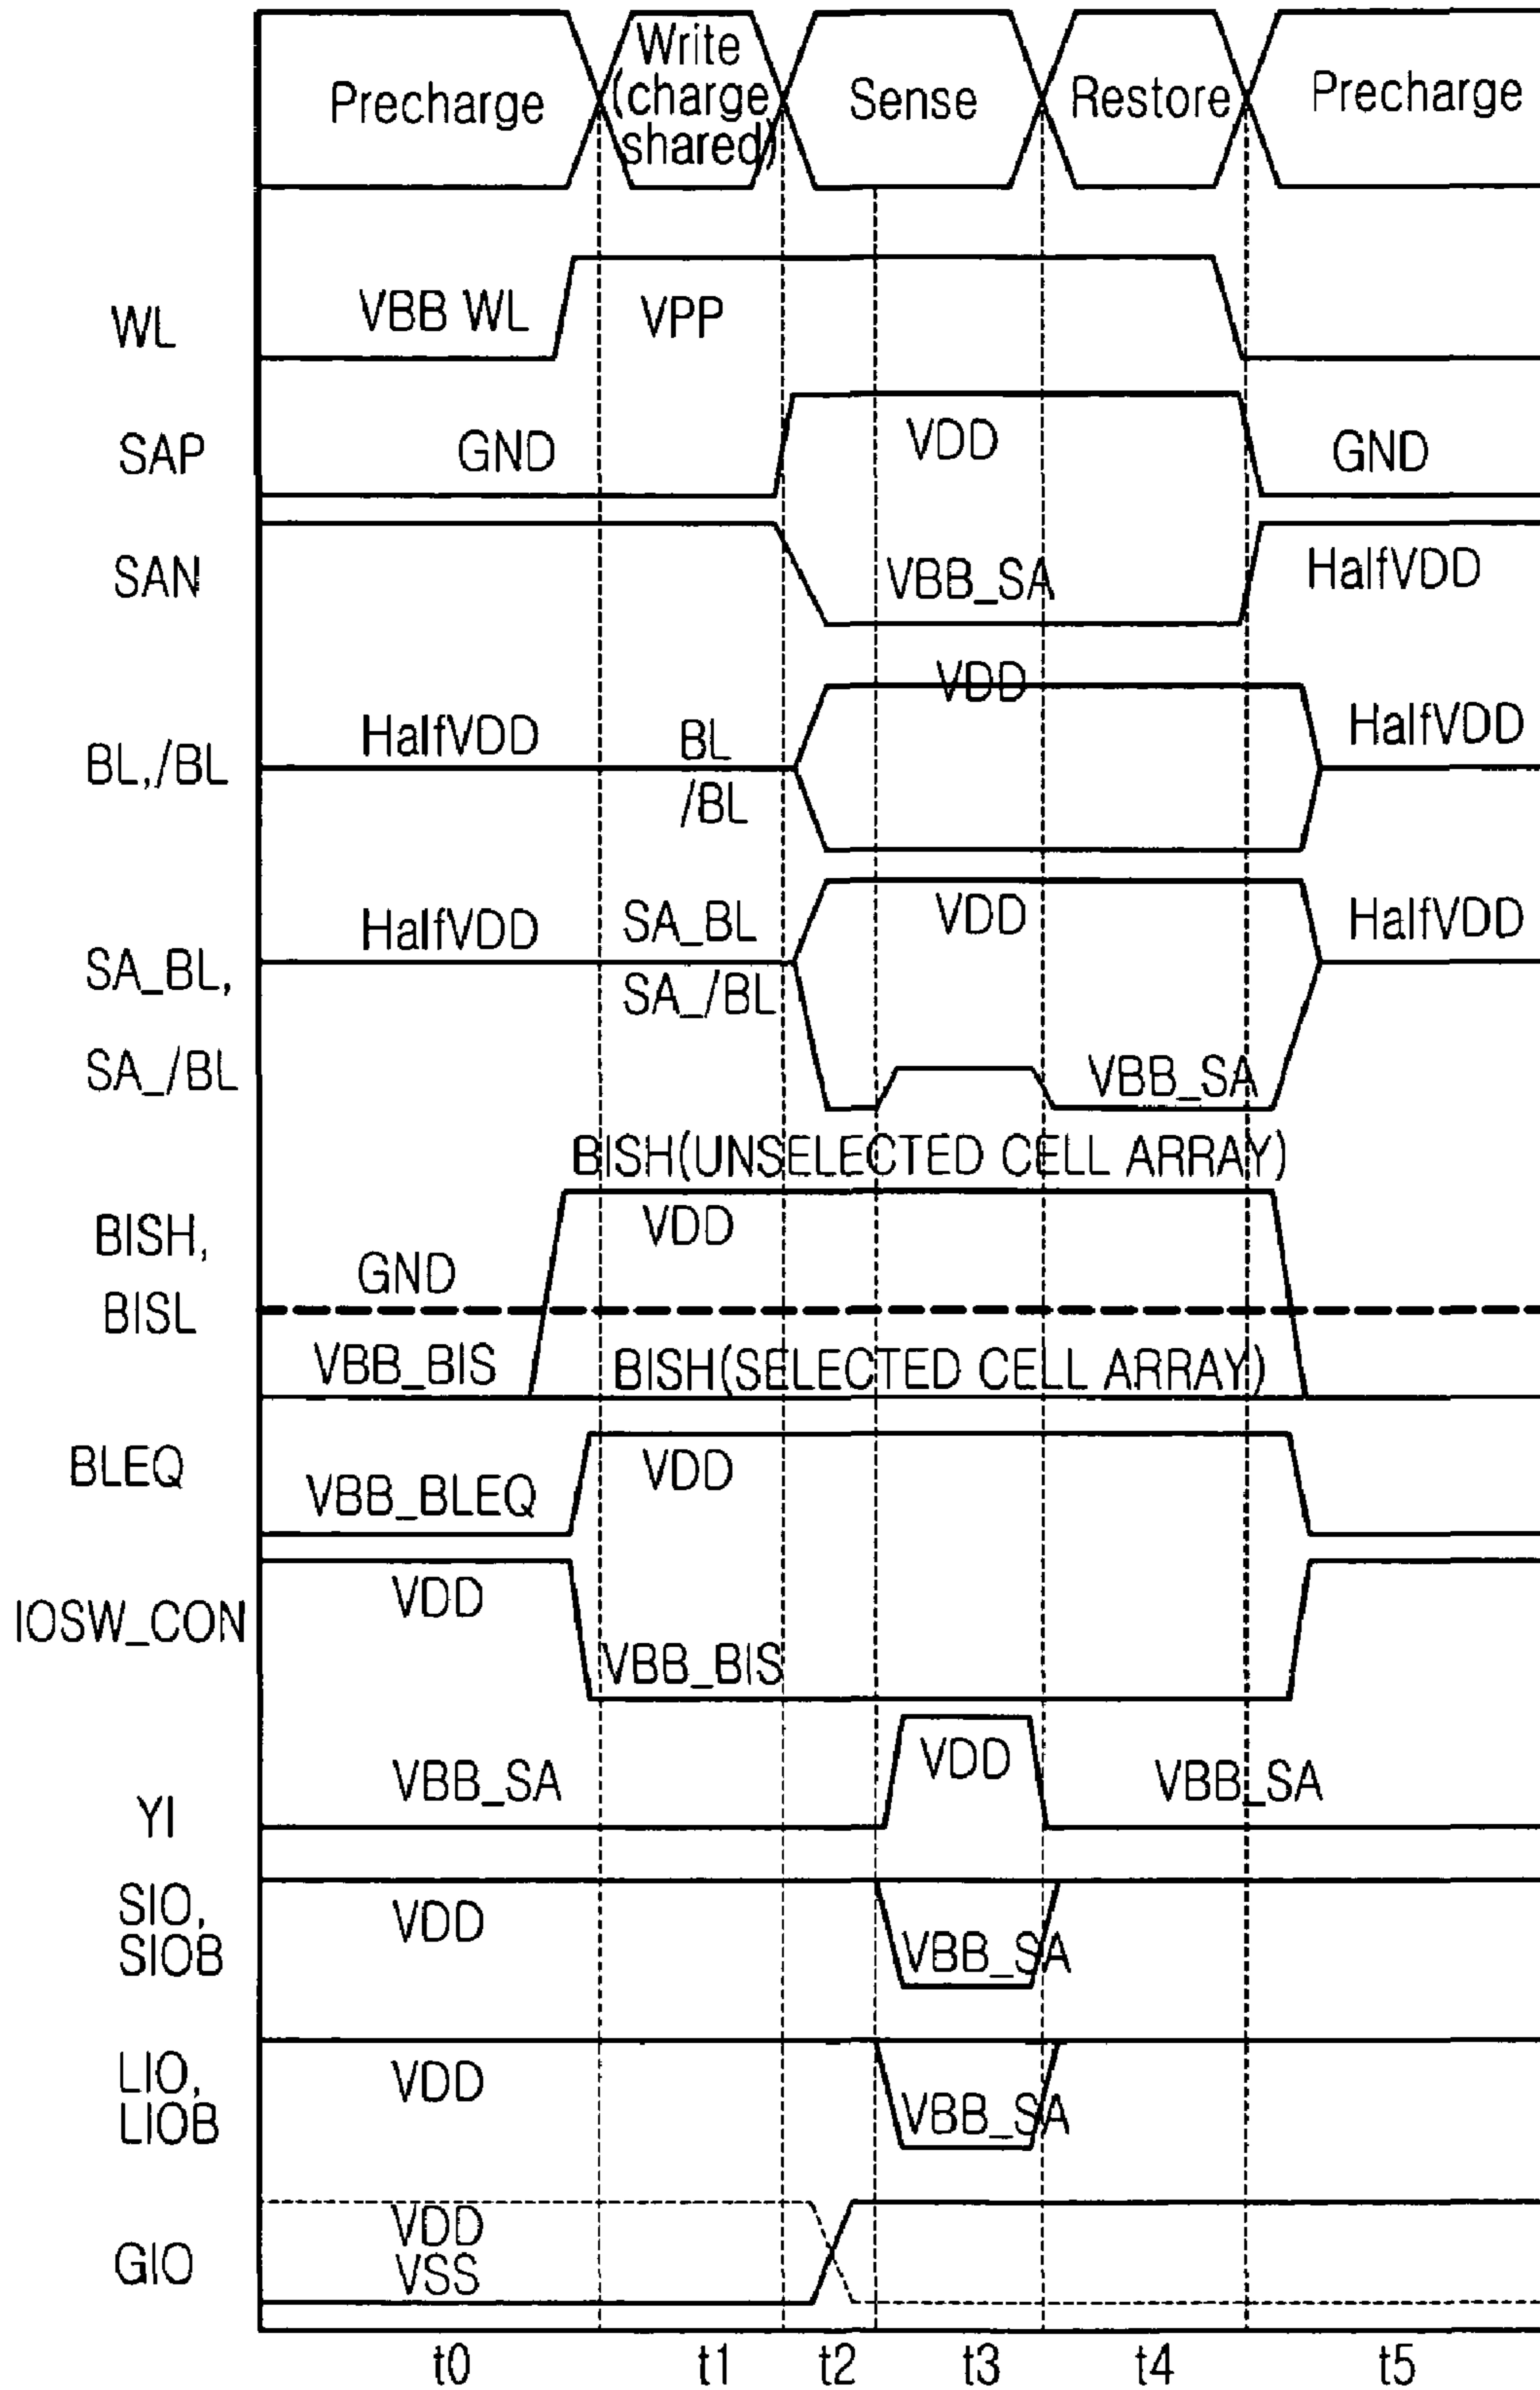 Precharge
Write
(charge
shared)
Sense
Restore
Precharge
WL
VBB WL
VPP
SAP
GND
VDD
GND
SAN
VBB_SA
HalfVDD
BL,/BL
HalfVDD
BL
/BL
VDD
HalfVDD
SA_BL,
SA_/BL
HalfVDD
SA_BL
SA_/BL
VDD
VBB_SA
HalfVDD
BISH(UNSELECTED CELL ARRAY)
BISH,
BISL
GND
VDD
VBB_BIS
BISH(SELECTED CELL ARRAY)
BLEQ
VBB_BLEQ
VDD
IOSW_CON
VDD
VBB_BIS
YI
VBB_SA
VDD
VBB_SA
SIO,
SIOB
VDD
VBB_SA
LIO,
LIOB
VDD
VBB_SA
GIO
VDD
VSS
t0
t1
t2
t3
t4
t5